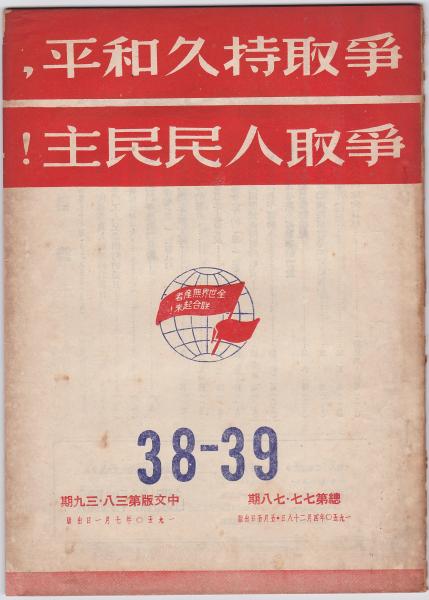 爭取持久和平,
爭取人民民主!
全世界無產者
聯合起來!
38-39
總第七七·七八期
一九五〇年四月二十八日·五月五日出版
中文版第三八·三九期
一九五〇年七月一日出版